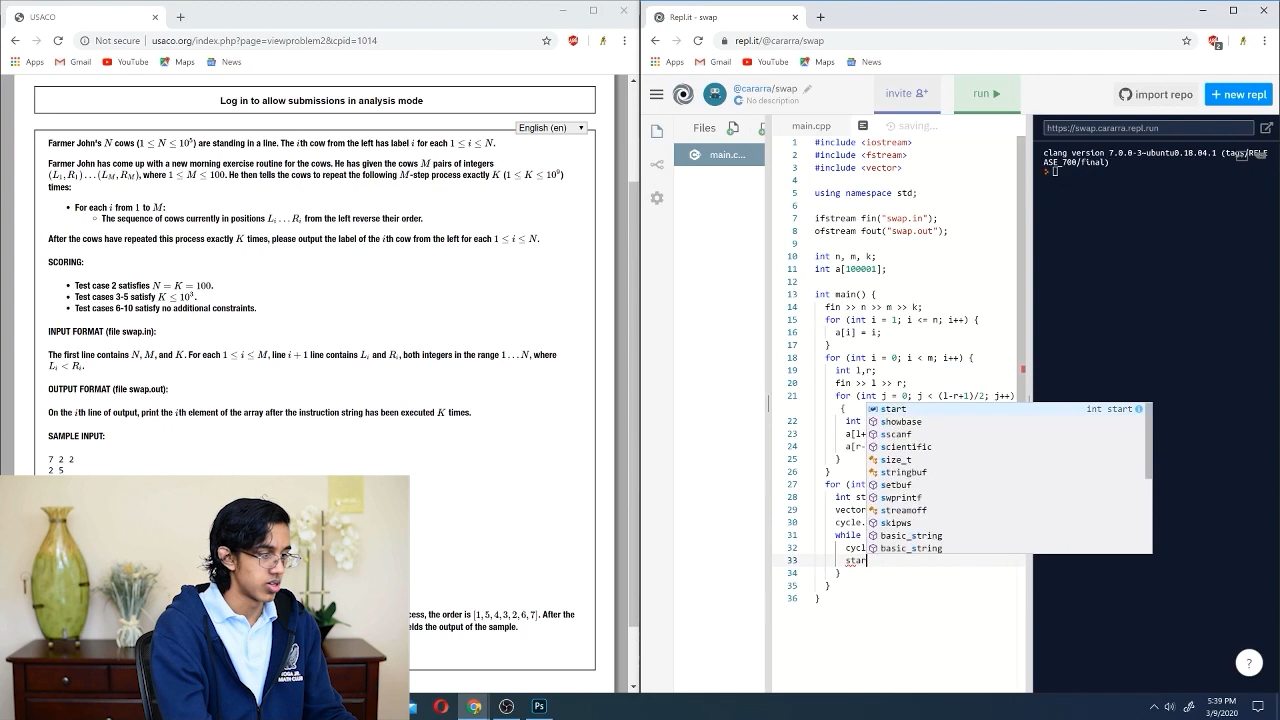 USACO
Not secure | usaco.org/index.php?page=viewproblem2&cpid=1014
Apps Gmail YouTube Maps News
Log in to allow submissions in analysis mode
English (en)
Farmer John's N cows (1 ≤ N ≤ 10^5) are standing in a line. The ith cow from the left has label i for each 1 ≤ i ≤ N.
Farmer John has come up with a new morning exercise routine for the cows. He has given the cows M pairs of integers
(L1, R1) … (LM, RM), where 1 ≤ M ≤ 100. He then tells the cows to repeat the following M-step process exactly K (1 ≤ K ≤ 10^9)
times:
• For each i from 1 to M:
○ The sequence of cows currently in positions Li … Ri from the left reverse their order.
After the cows have repeated this process exactly K times, please output the label of the ith cow from the left for each 1 ≤ i ≤ N.
SCORING:
• Test case 2 satisfies N = K = 100.
• Test cases 3-5 satisfy K ≤ 10^3.
• Test cases 6-10 satisfy no additional constraints.
INPUT FORMAT (file swap.in):
The first line contains N, M, and K. For each 1 ≤ i ≤ M, line i + 1 line contains Li and Ri, both integers in the range 1 … N, where
Li < Ri.
OUTPUT FORMAT (file swap.out):
On the ith line of output, print the ith element of the array after the instruction string has been executed K times.
SAMPLE INPUT:
7 2 2
2 5
cess, the order is [1, 5, 4, 3, 2, 6, 7]. After the
elds the output of the sample.
SOGA JR.
MATH CLUB
Repl.it - swap
repl.it/@cararra/swap
2
Apps Gmail YouTube Maps News
@cararra/swap
No description
invite
run
import repo
+ new repl
Files
main.c...
main.cpp
saving...
1 #include <iostream>
2 #include <fstream>
3 #include <vector>
4
5 using namespace std;
6
7 ifstream fin("swap.in");
8 ofstream fout("swap.out");
9
10 int n, m, k;
11 int a[100001];
12
13 int main() {
14 fin >> n >> m >> k;
15 for (int i = 1; i <= n; i++) {
16 a[i] = i;
17 }
18 for (int i = 0; i < m; i++) {
19 int l,r;
20 fin >> l >> r;
21 for (int j = 0; j < (l-r+1)/2; j++)
{
22 int
23 a[l+
24 a[r-
25 }
26 }
27 for (int
28 int st
29 vector
30 cycle.
31 while
32 cycl
33 star
34 }
35 }
36 }
start int start
showbase
sscanf
scientific
size_t
stringbuf
setbuf
swprintf
streamoff
skipws
basic_string
basic_string
https://swap.cararra.repl.run
clang version 7.0.0-3~ubuntu0.18.04.1 (tags/RELE
ASE_700/final)
>
?
5:39 PM
3/9/2020